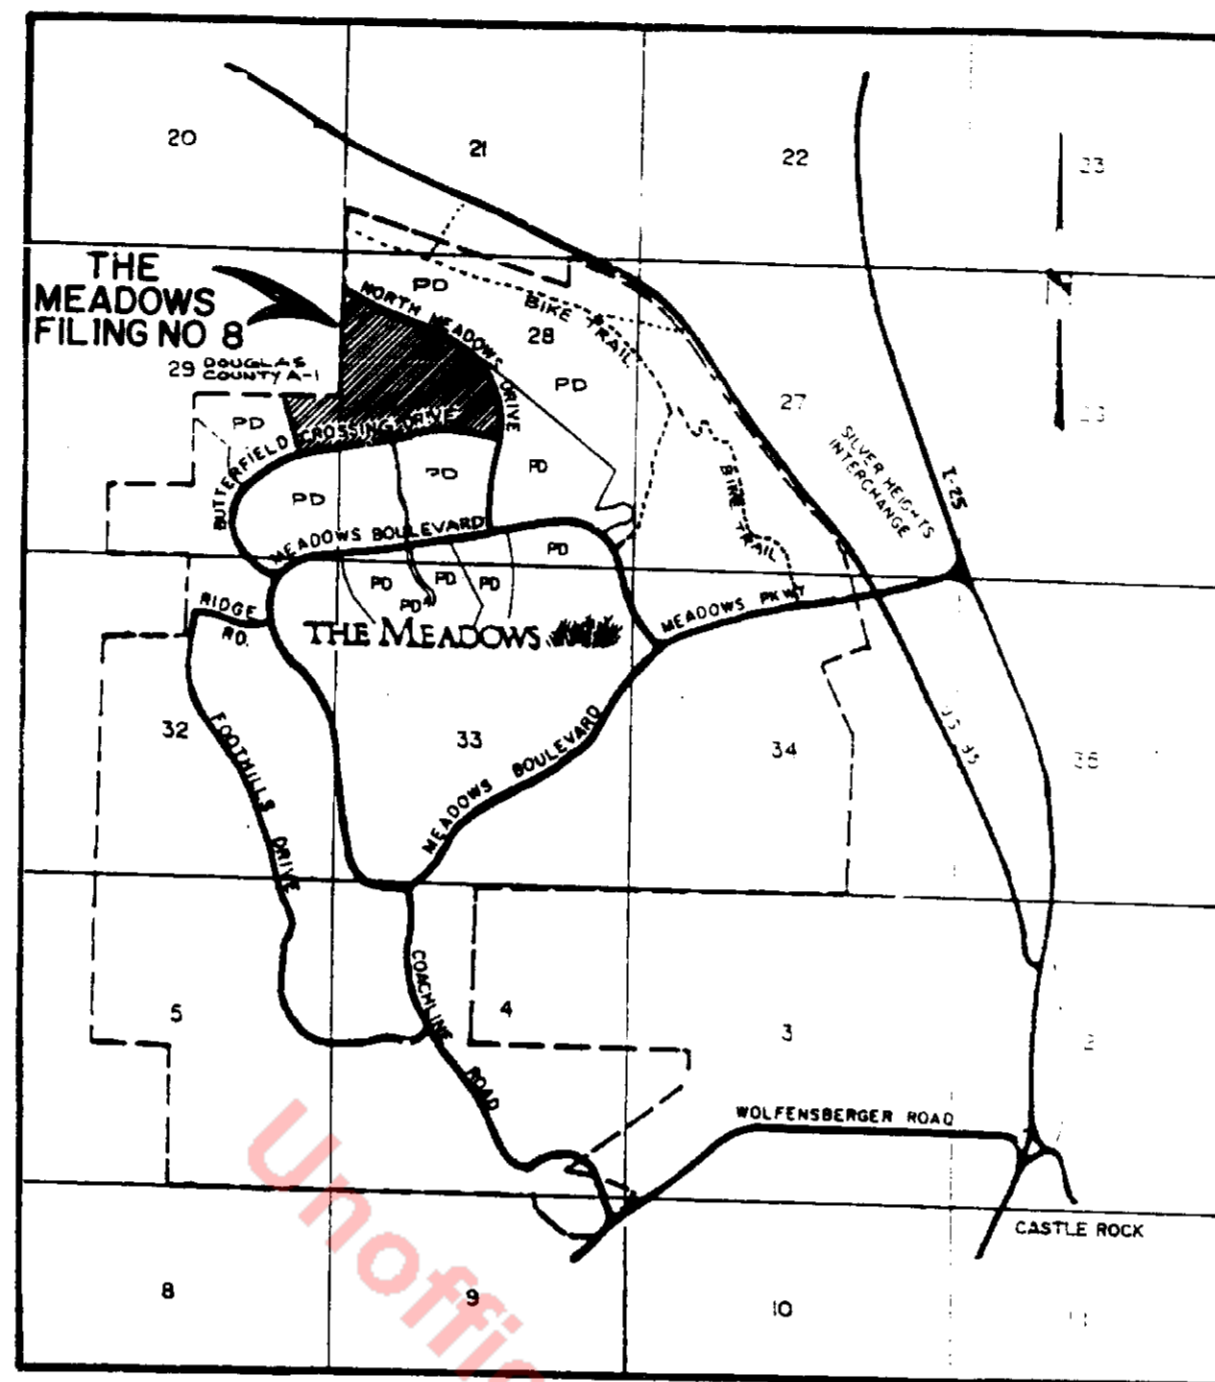 20
21
22
23
THE
MEADOWS
FILING NO 8
29 DOUGLAS
COUNTY A-1
PD
NORTH MEADOWS DRIVE
BIKE TRAIL
28
PD
27
PD
BUTTERFIELD CROSSING DRIVE
PD
PD
PD
BIKE TRAIL
SILVER HEIGHTS
INTERCHANGE
I-25
MEADOWS BOULEVARD
PD
PD
PD
PD
PD
RIDGE
RD.
THE MEADOWS
MEADOWS PKWY
32
FOOTHILLS DRIVE
33
MEADOWS BOULEVARD
34
US 85
5
COACHLINE ROAD
4
3
2
WOLFENSBERGER ROAD
CASTLE ROCK
8
9
10
Unoffic